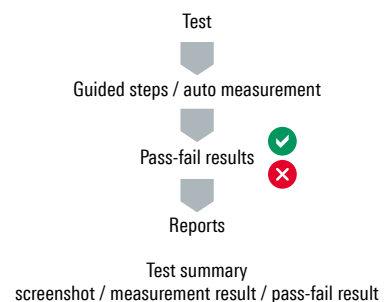 Test
Guided steps / auto measurement
Pass-fail results
Reports
Test summary
screenshot / measurement result / pass-fail result